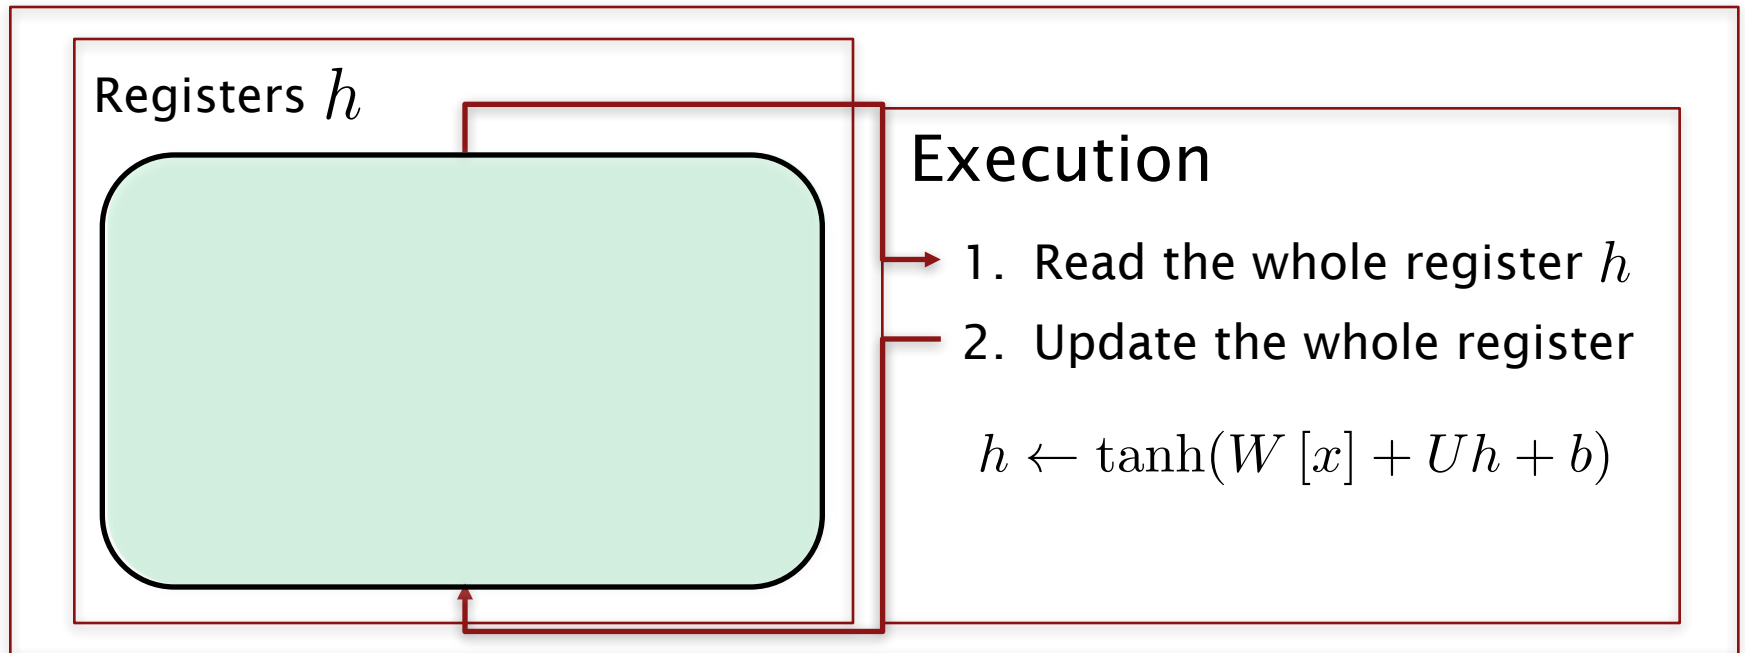 Registers h
Execution
1. Read the whole register h
2. Update the whole register
h ← tanh(W [x] + Uh + b)